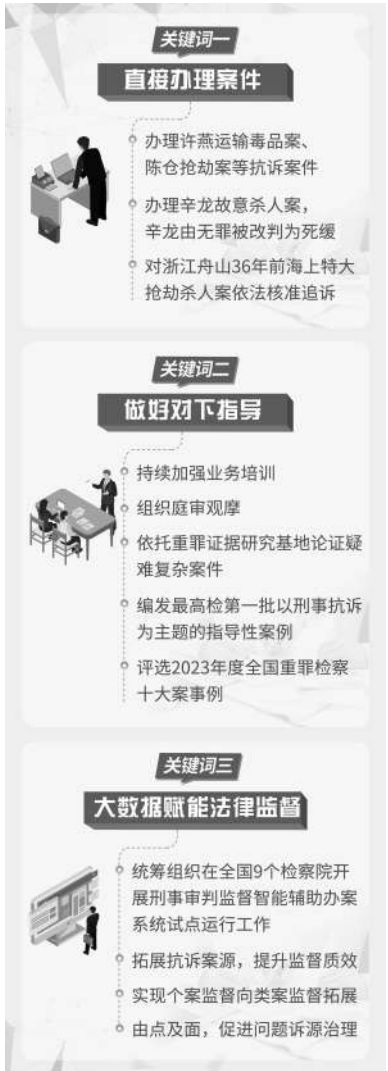 关键词一
直接办理案件
办理许燕运输毒品案、
陈仓抢劫案等抗诉案件
办理辛龙故意杀人案，
辛龙由无罪被改判为死缓
对浙江舟山36年前海上特大
抢劫杀人案依法核准追诉
关键词二
做好对下指导
持续加强业务培训
组织庭审观摩
依托重罪证据研究基地论证疑
难复杂案件
编发最高检第一批以刑事抗诉
为主题的指导性案例
评选2023年度全国重罪检察
十大案事例
关键词三
大数据赋能法律监督
统筹组织在全国9个检察院开
展刑事审判监督智能辅助办案
系统试点运行工作
拓展抗诉案源，提升监督质效
实现个案监督向类案监督拓展
由点及面，促进问题诉源治理